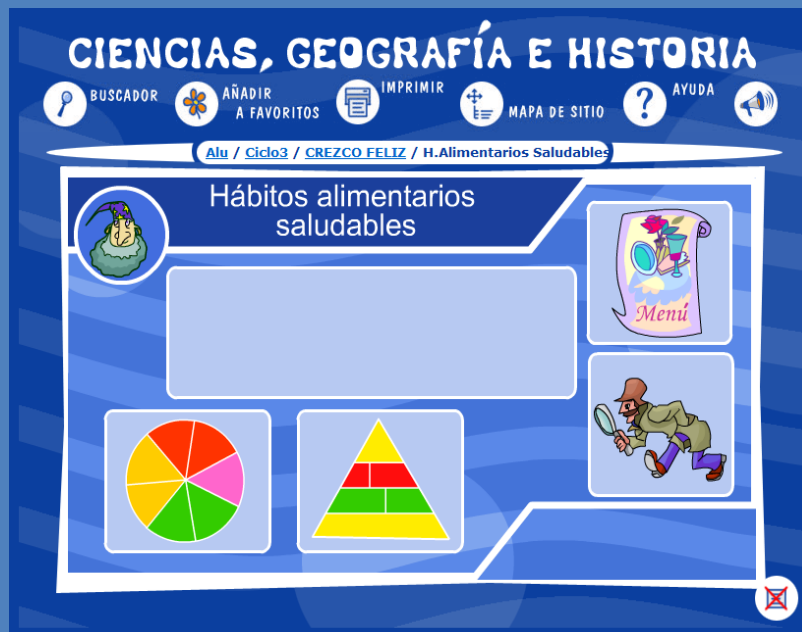 CIENCIAS, GEOGRAFÍA E HISTORIA
BUSCADOR
AÑADIR
A FAVORITOS
IMPRIMIR
MAPA DE SITIO
AYUDA
Alu / Ciclo3 / CREZCO FELIZ / H.Alimentarios Saludables
Hábitos alimentarios
saludables
Menú